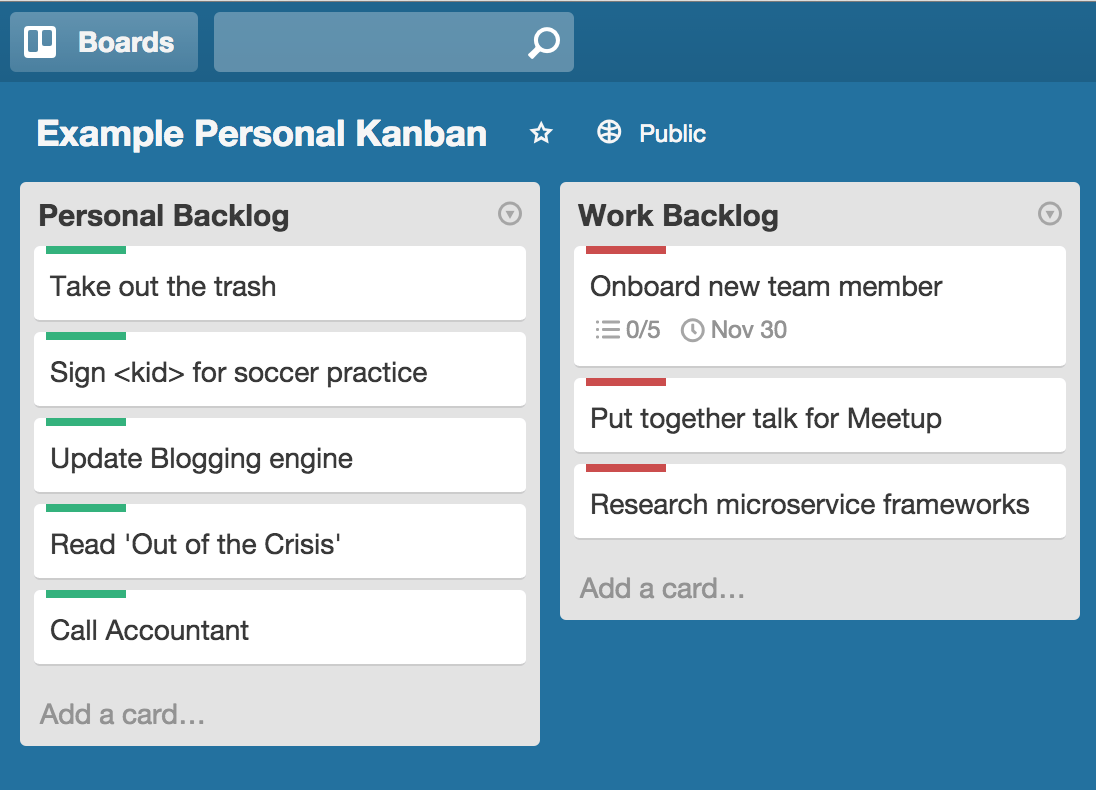 Boards
Example Personal Kanban
Public
Personal Backlog
Take out the trash
Sign <kid> for soccer practice
Update Blogging engine
Read 'Out of the Crisis'
Call Accountant
Add a card…
Work Backlog
Onboard new team member
0/5 Nov 30
Put together talk for Meetup
Research microservice frameworks
Add a card…